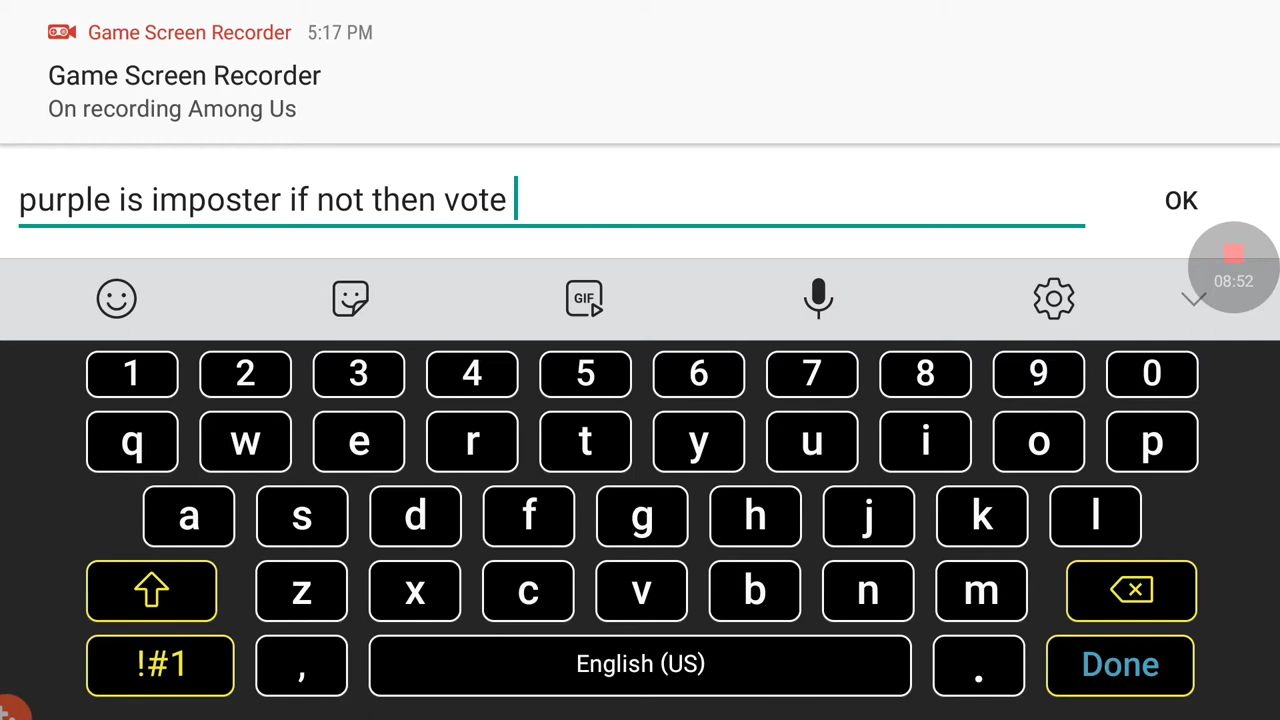 Game Screen Recorder 5:17 PM
Game Screen Recorder
On recording Among Us
purple is imposter if not then vote
OK
08:52
GIF
1 2 3 4 5 6 7 8 9 0
q w e r t y u i o p
a s d f g h j k l
z x c v b n m
!#1 , English (US) . Done